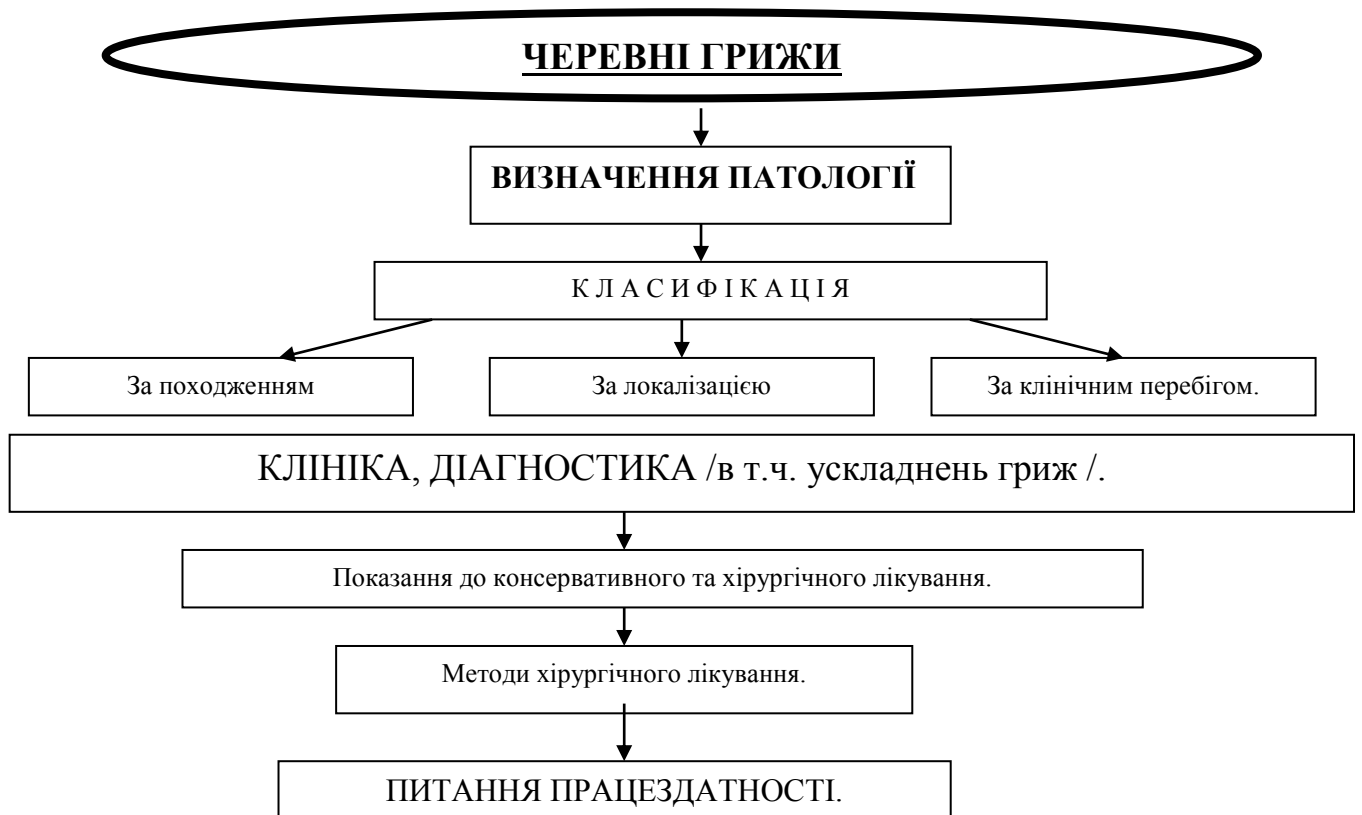 ЧЕРЕВНІ ГРИЖИ
ВИЗНАЧЕННЯ ПАТОЛОГІЇ
К Л А С И Ф І К А Ц І Я
За походженням
За локалізацією
За клінічним перебігом.
КЛІНІКА, ДІАГНОСТИКА /в т.ч. ускладнень гриж /.
Показання до консервативного та хірургічного лікування.
Методи хірургічного лікування.
ПИТАННЯ ПРАЦЕЗДАТНОСТІ.